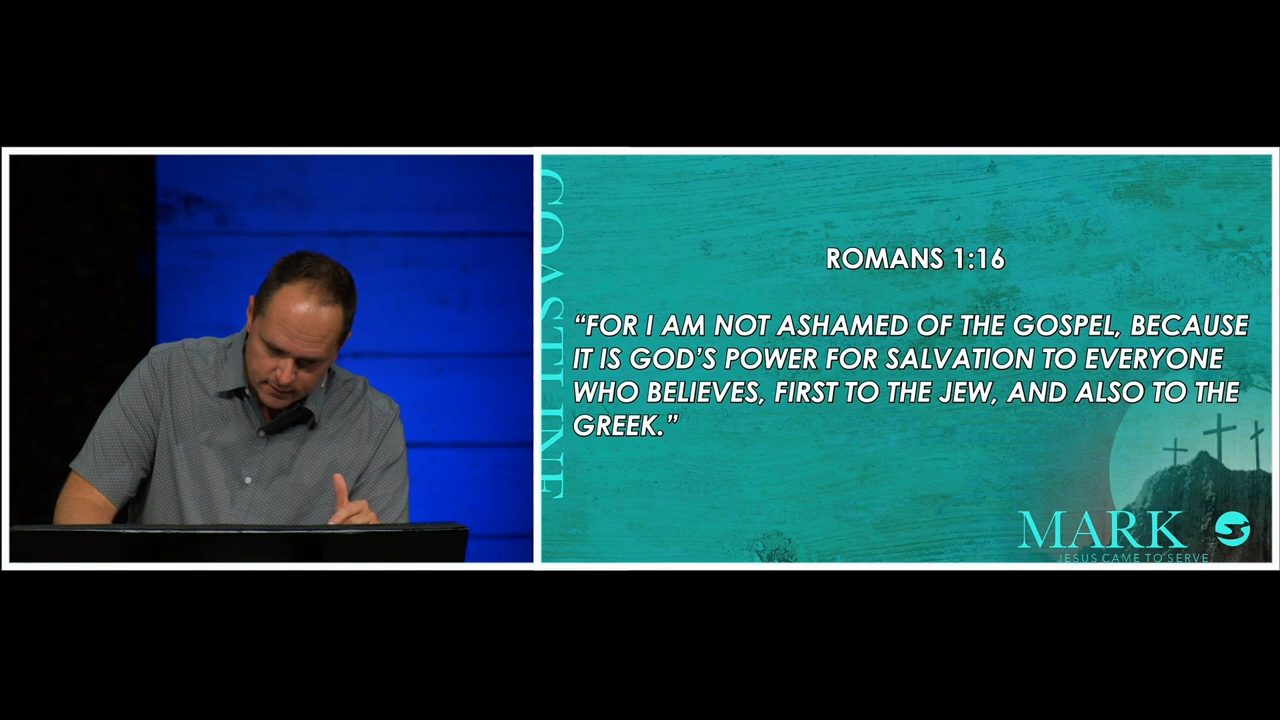 COASTLINE
ROMANS 1:16
“FOR I AM NOT ASHAMED OF THE GOSPEL, BECAUSE
IT IS GOD’S POWER FOR SALVATION TO EVERYONE
WHO BELIEVES, FIRST TO THE JEW, AND ALSO TO THE
GREEK.”
MARK
JESUS CAME TO SERVE